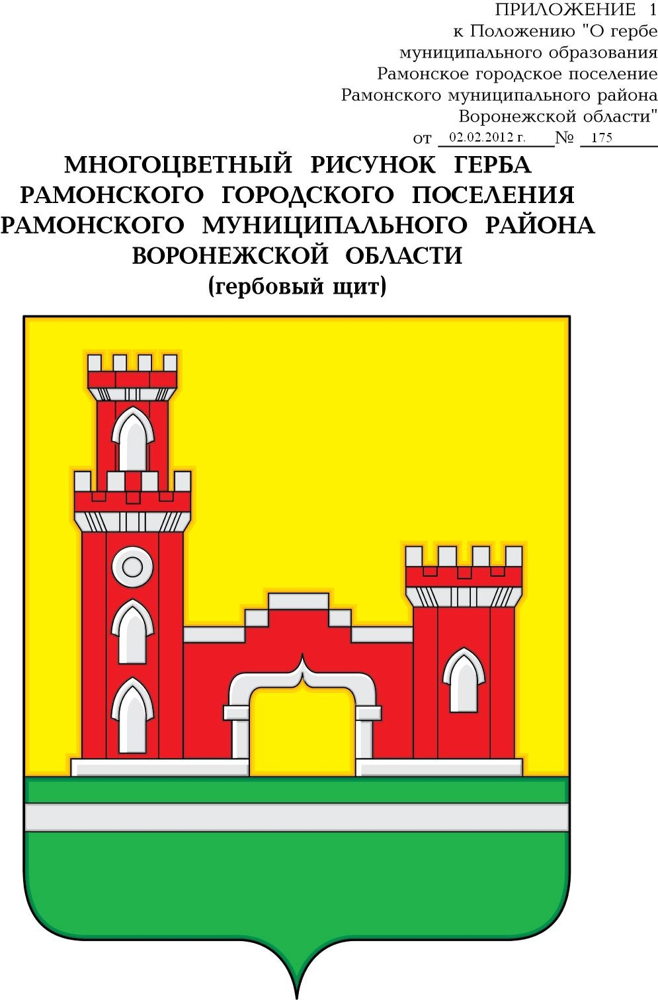 ПРИЛОЖЕНИЕ 1
к Положению "О гербе
муниципального образования
Рамонское городское поселение
Рамонского муниципального района
Воронежской области"
от 02.02.2012 г. № 175
МНОГОЦВЕТНЫЙ РИСУНОК ГЕРБА
РАМОНСКОГО ГОРОДСКОГО ПОСЕЛЕНИЯ
РАМОНСКОГО МУНИЦИПАЛЬНОГО РАЙОНА
ВОРОНЕЖСКОЙ ОБЛАСТИ
(гербовый щит)